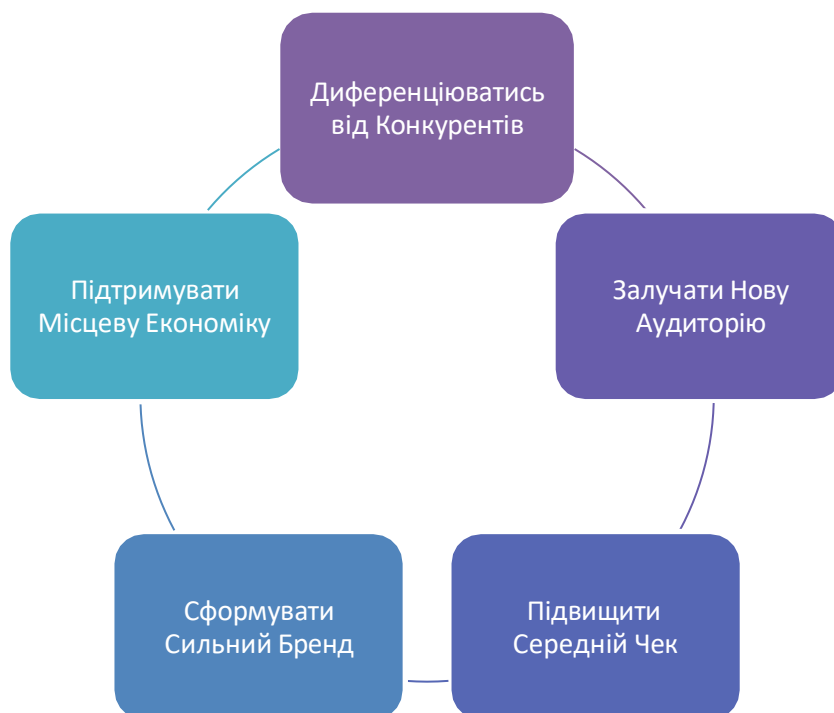 Диференціюватись
від Конкурентів
Залучати Нову
Аудиторію
Підвищити
Середній Чек
Сформувати
Сильний Бренд
Підтримувати
Місцеву Економіку